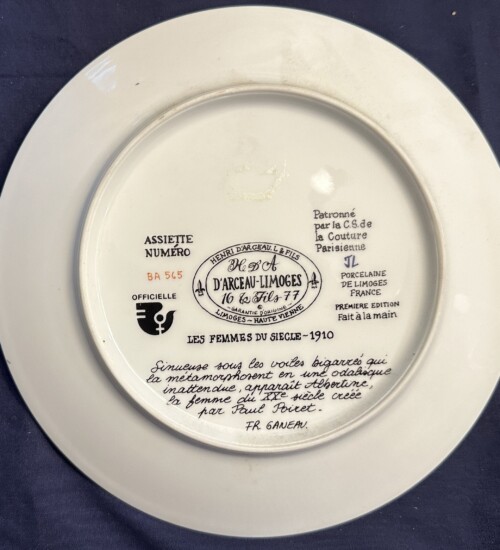 ASSIETTE
NUMÉRO
BA 565
OFFICIELLE
HENRI D'ARCEAU. L & FILS
H D'A
D'ARCEAU-LIMOGES
16 & Fils 77
GARANTIE D'ORIGINE
LIMOGES - HAUTE VIENNE
Patronné
par la C.S. de
la Couture
Parisienne
JL
PORCELAINE
DE LIMOGES
FRANCE
PREMIERE EDITION
Fait à la main
LES FEMMES DU SIECLE-1910
Sinueuse sous les voiles bigarrés qui
la métamorphosent en une odalisque
inattendue, apparaît Albertine,
la femme du XXe siècle créée
par Paul Poiret.
FR. GANEAU.